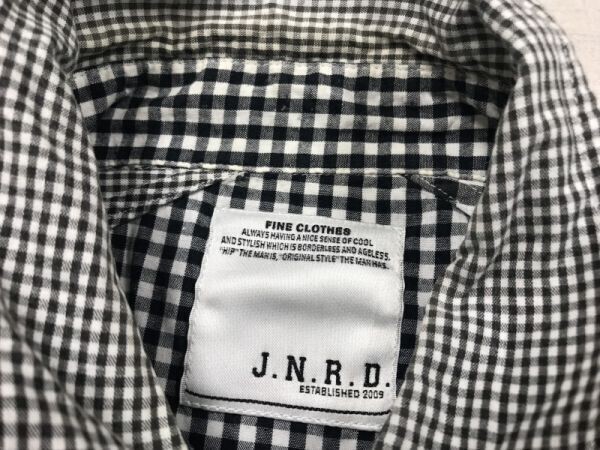 FINE CLOTHES
ALWAYS HAVING A NICE SENSE OF COOL
AND STYLISH WHICH IS BORDERLESS AND AGELESS.
"HIP" THE MAN IS, "ORIGINAL STYLE" THE MAN HAS.
J.N.R.D.
ESTABLISHED 2009